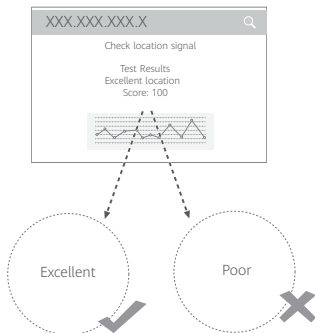 XXX.XXX.XXX.X
Check location signal
Test Results
Excellent location
Score: 100
Excellent
Poor